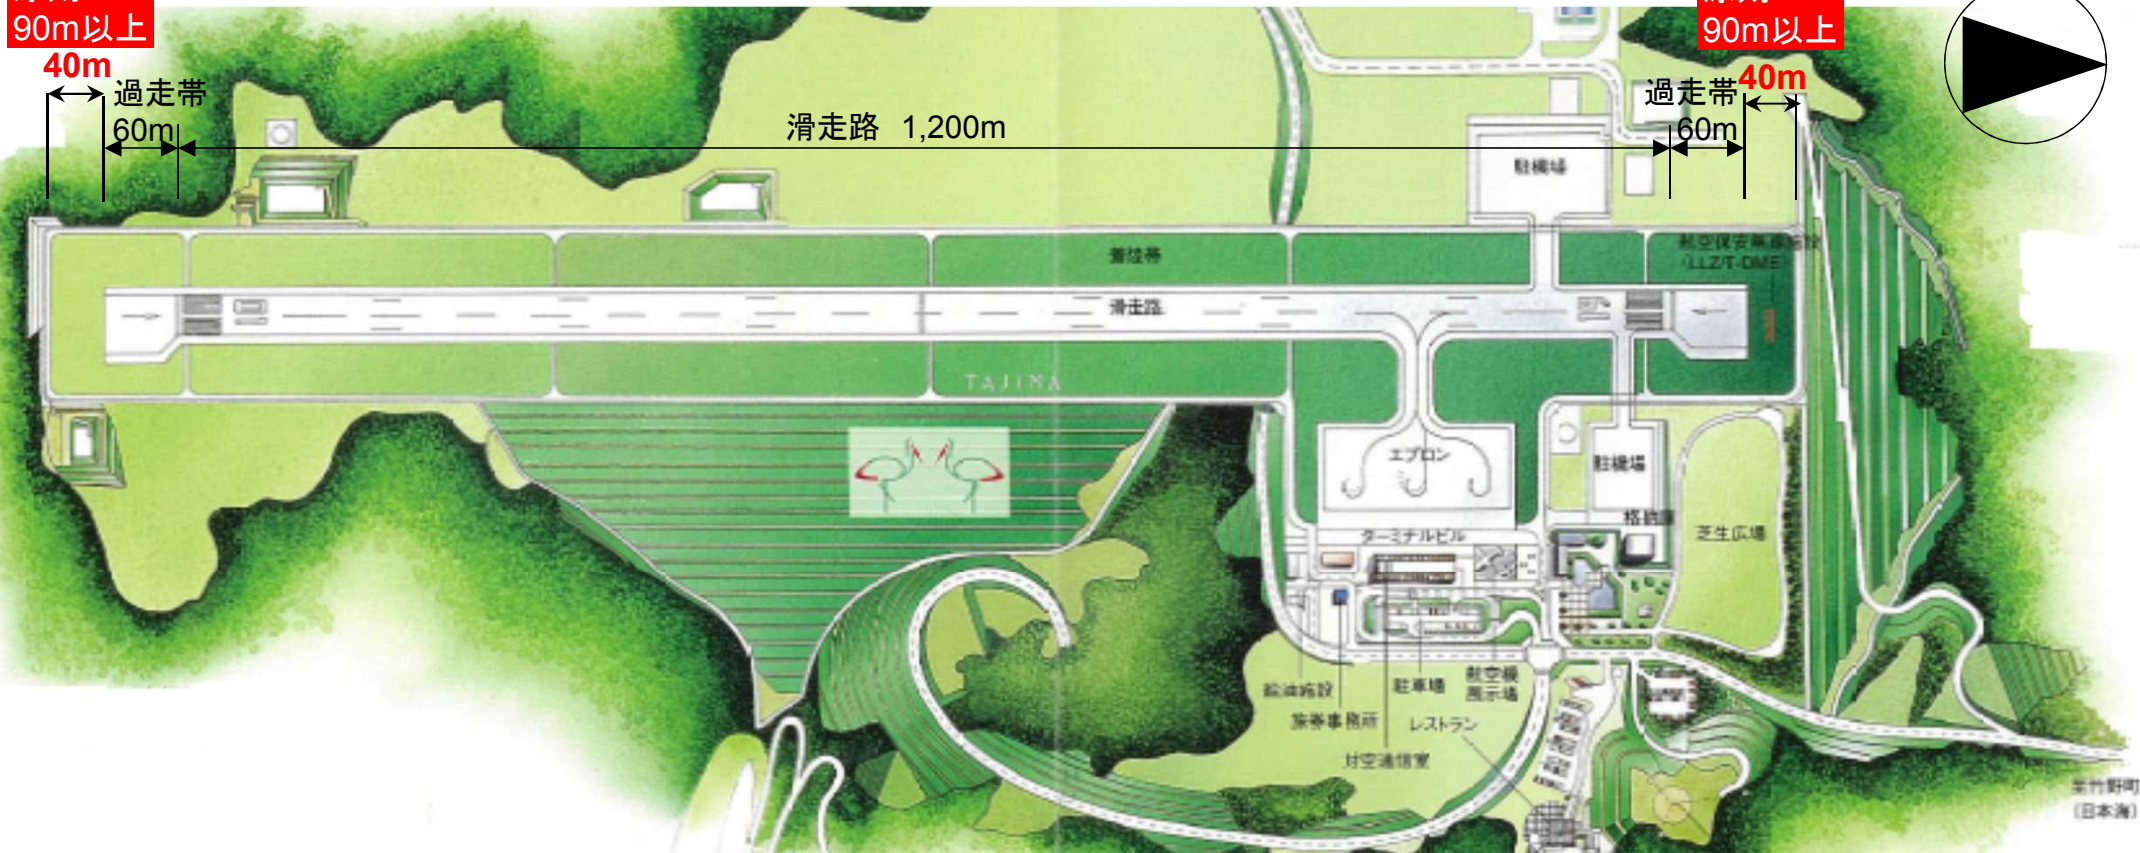 90m以上
40m
過走帯
60m
滑走路 1,200m
90m以上
40m
過走帯
60m
駐機場
着陸帯
航空保安無線施設
(LLZ/T-DME)
滑走路
TAJIMA
エプロン
駐機場
格納庫
芝生広場
ターミナルビル
給油施設
駐車場
航空機
展示場
施券事務所
レストラン
対空通信室
至竹野町
(日本海)